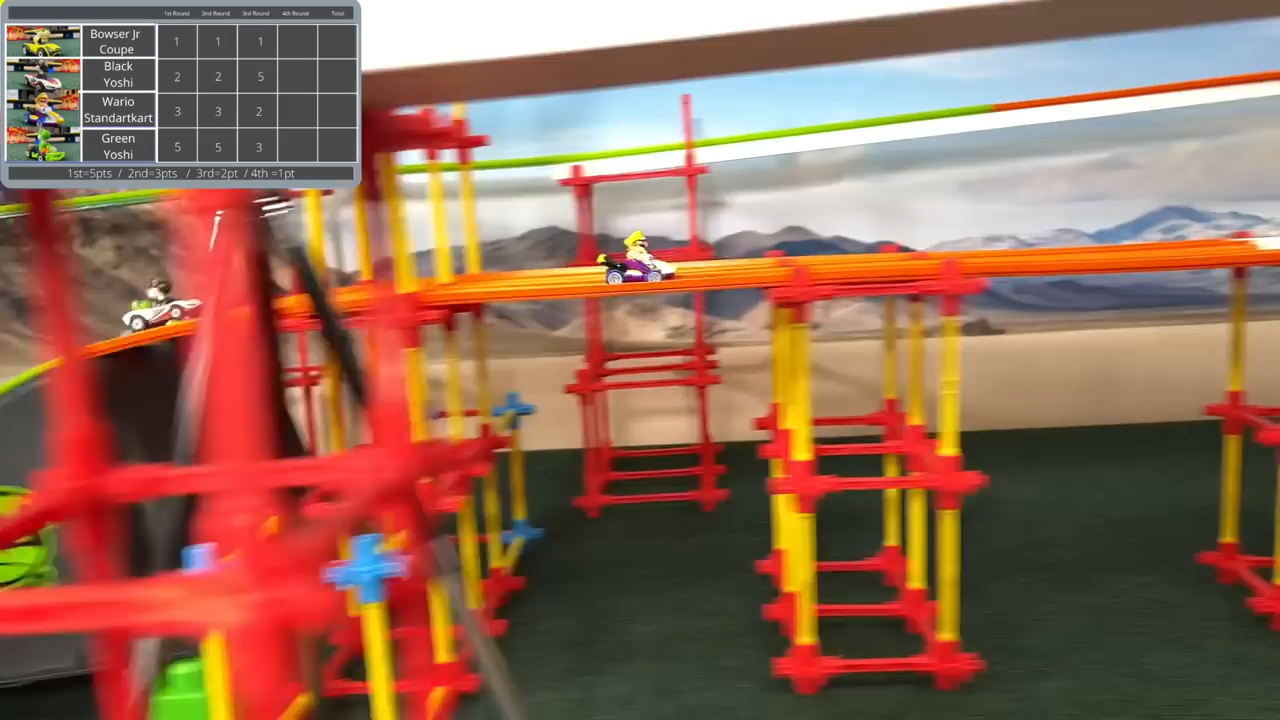 1st Round 2nd Round 3rd Round 4th Round Total
Bowser Jr
Coupe 1 1 1
Black
Yoshi 2 2 5
Wario
Standartkart 3 3 2
Green
Yoshi 5 5 3
1st=5pts / 2nd=3pts / 3rd=2pt / 4th =1pt